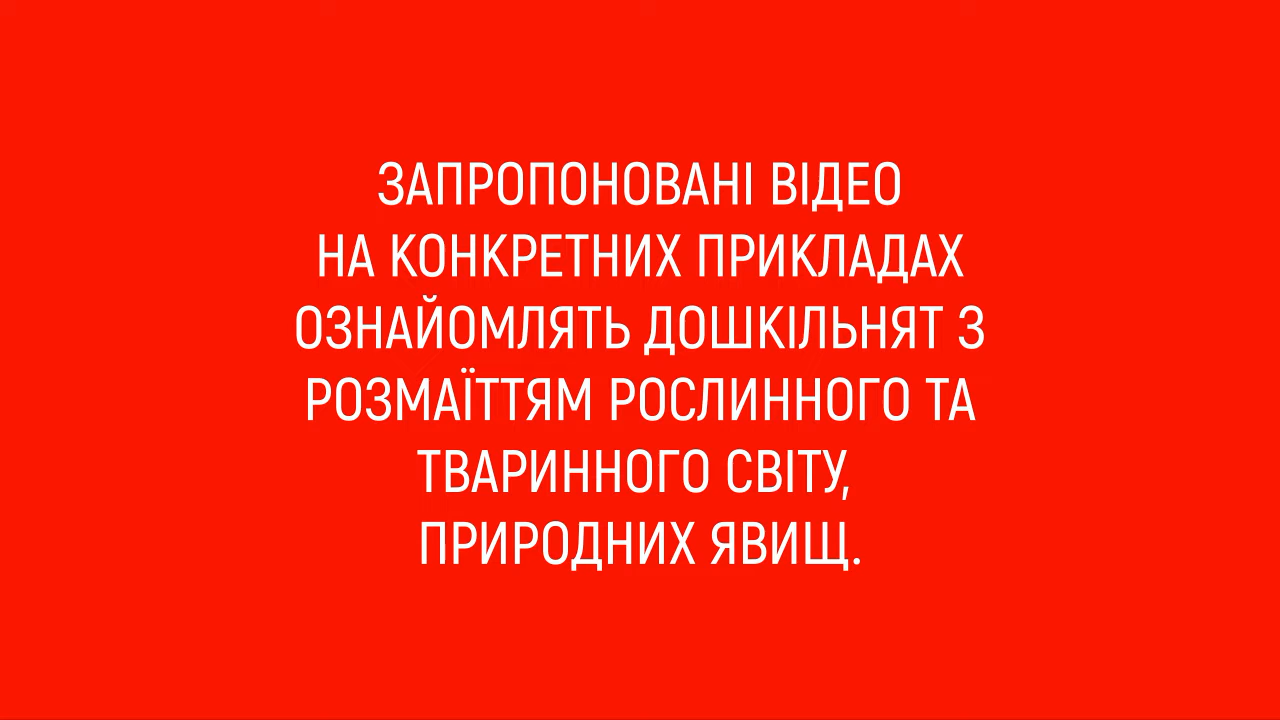 ЗАПРОПОНОВАНІ ВІДЕО
НА КОНКРЕТНИХ ПРИКЛАДАХ
ОЗНАЙОМЛЯТЬ ДОШКІЛЬНЯТ З
РОЗМАЇТТЯМ РОСЛИННОГО ТА
ТВАРИННОГО СВІТУ,
ПРИРОДНИХ ЯВИЩ.